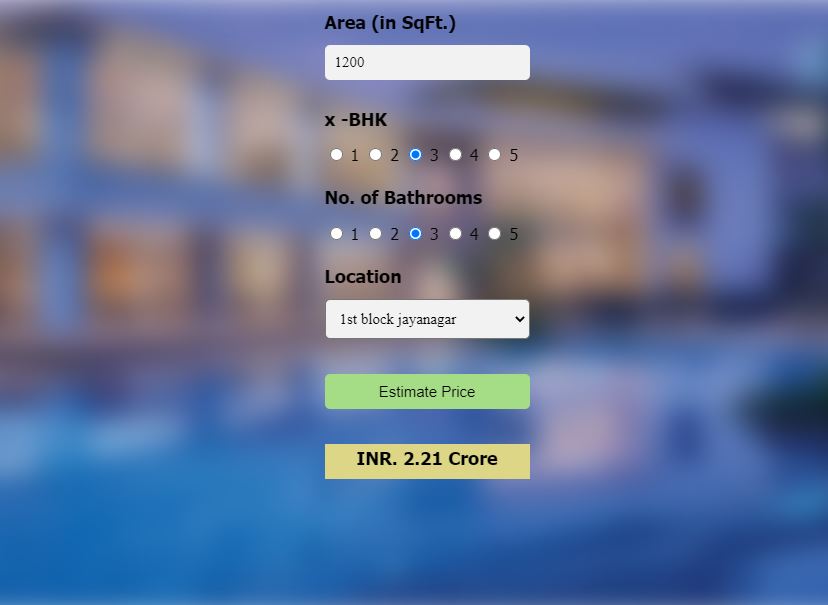 Area (in SqFt.)
1200
x -BHK
1 2 3 4 5
No. of Bathrooms
1 2 3 4 5
Location
1st block jayanagar
Estimate Price
INR. 2.21 Crore